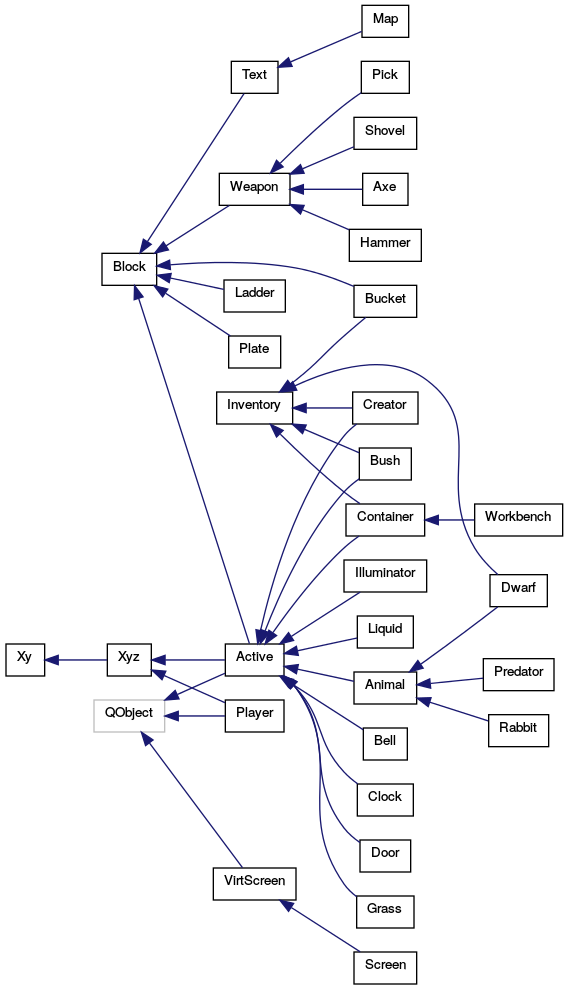 Map
Text
Pick
Shovel
Weapon
Axe
Hammer
Block
Ladder
Bucket
Plate
Inventory
Creator
Bush
Container
Workbench
Illuminator
Dwarf
Liquid
Xy
Xyz
Active
Animal
Predator
QObject
Player
Rabbit
Bell
Clock
Door
VirtScreen
Grass
Screen